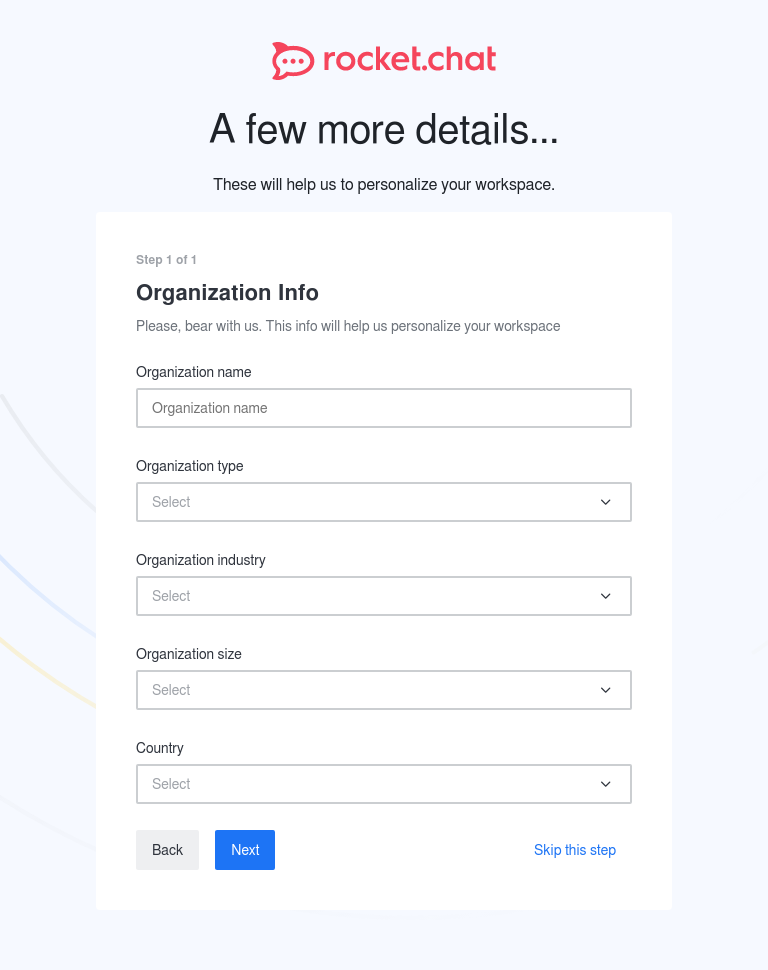 rocket.chat
A few more details...
These will help us to personalize your workspace.
Step 1 of 1
Organization Info
Please, bear with us. This info will help us personalize your workspace
Organization name
Organization name
Organization type
Select
Organization industry
Select
Organization size
Select
Country
Select
Back Next Skip this step